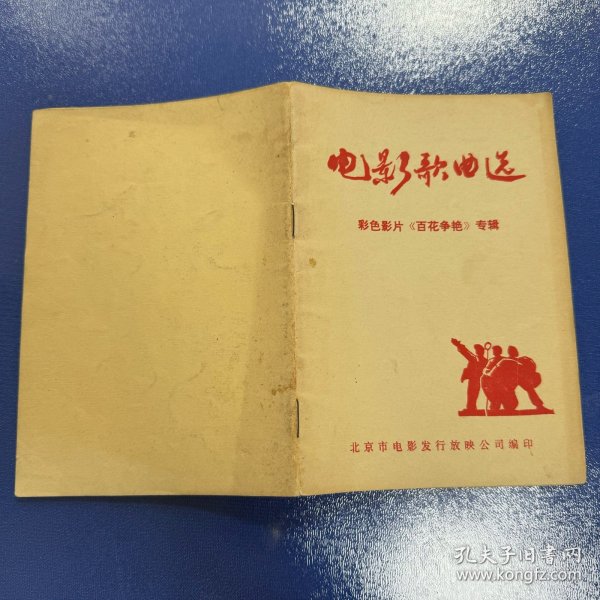 电影歌曲选
彩色影片《百花争艳》专辑
北京市电影发行放映公司编印
孔夫子旧书网
www.kongfz.com